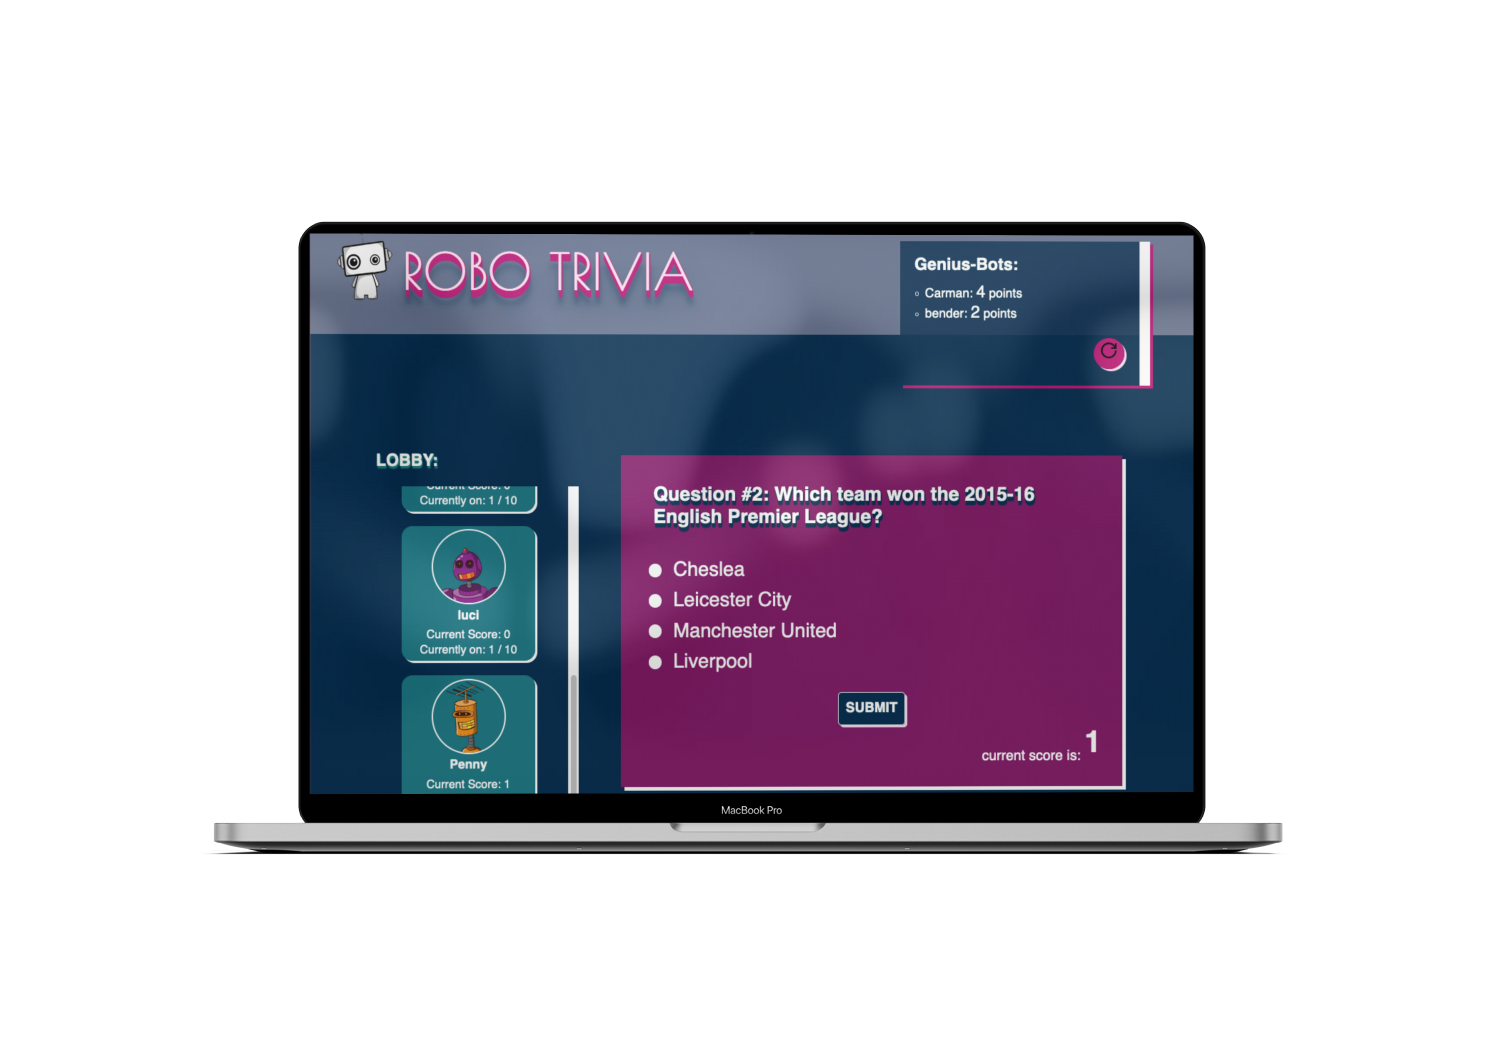 ROBO TRIVIA
Genius-Bots:
Carman: 4 points
bender: 2 points
LOBBY:
Current Score: 0
Currently on: 1 / 10
luci
Current Score: 0
Currently on: 1 / 10
Penny
Current Score: 1
Question #2: Which team won the 2015-16
English Premier League?
Cheslea
Leicester City
Manchester United
Liverpool
SUBMIT
current score is: 1
MacBook Pro